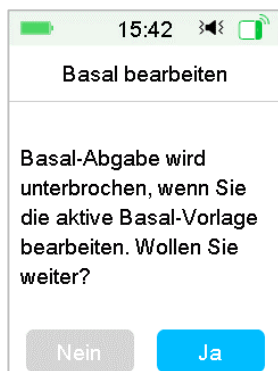 15:42
Basal bearbeiten
Basal-Abgabe wird
unterbrochen, wenn Sie
die aktive Basal-Vorlage
bearbeiten. Wollen Sie
weiter?
Nein Ja